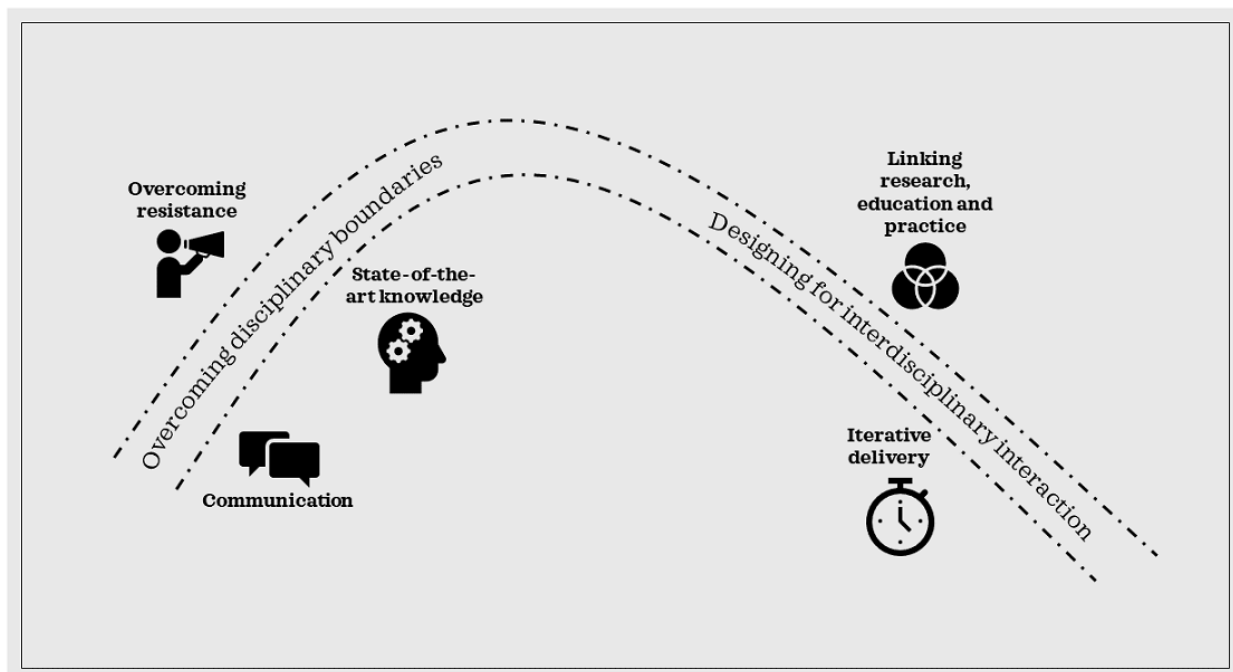 Overcoming
resistance
Overcoming disciplinary boundaries
State-of-the-
art knowledge
Communication
Designing for interdisciplinary interaction
Linking
research,
education and
practice
Iterative
delivery